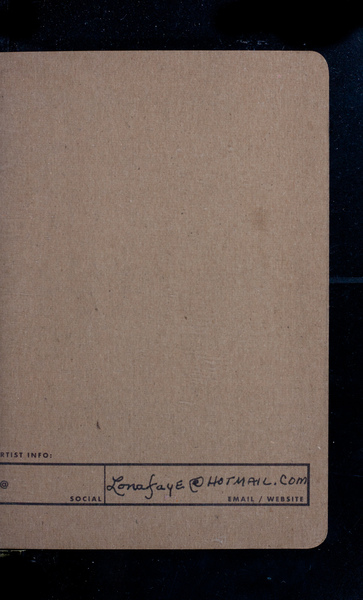 RTIST INFO:
@ Lonafaye@HOTMAIL.COM
SOCIAL EMAIL / WEBSITE